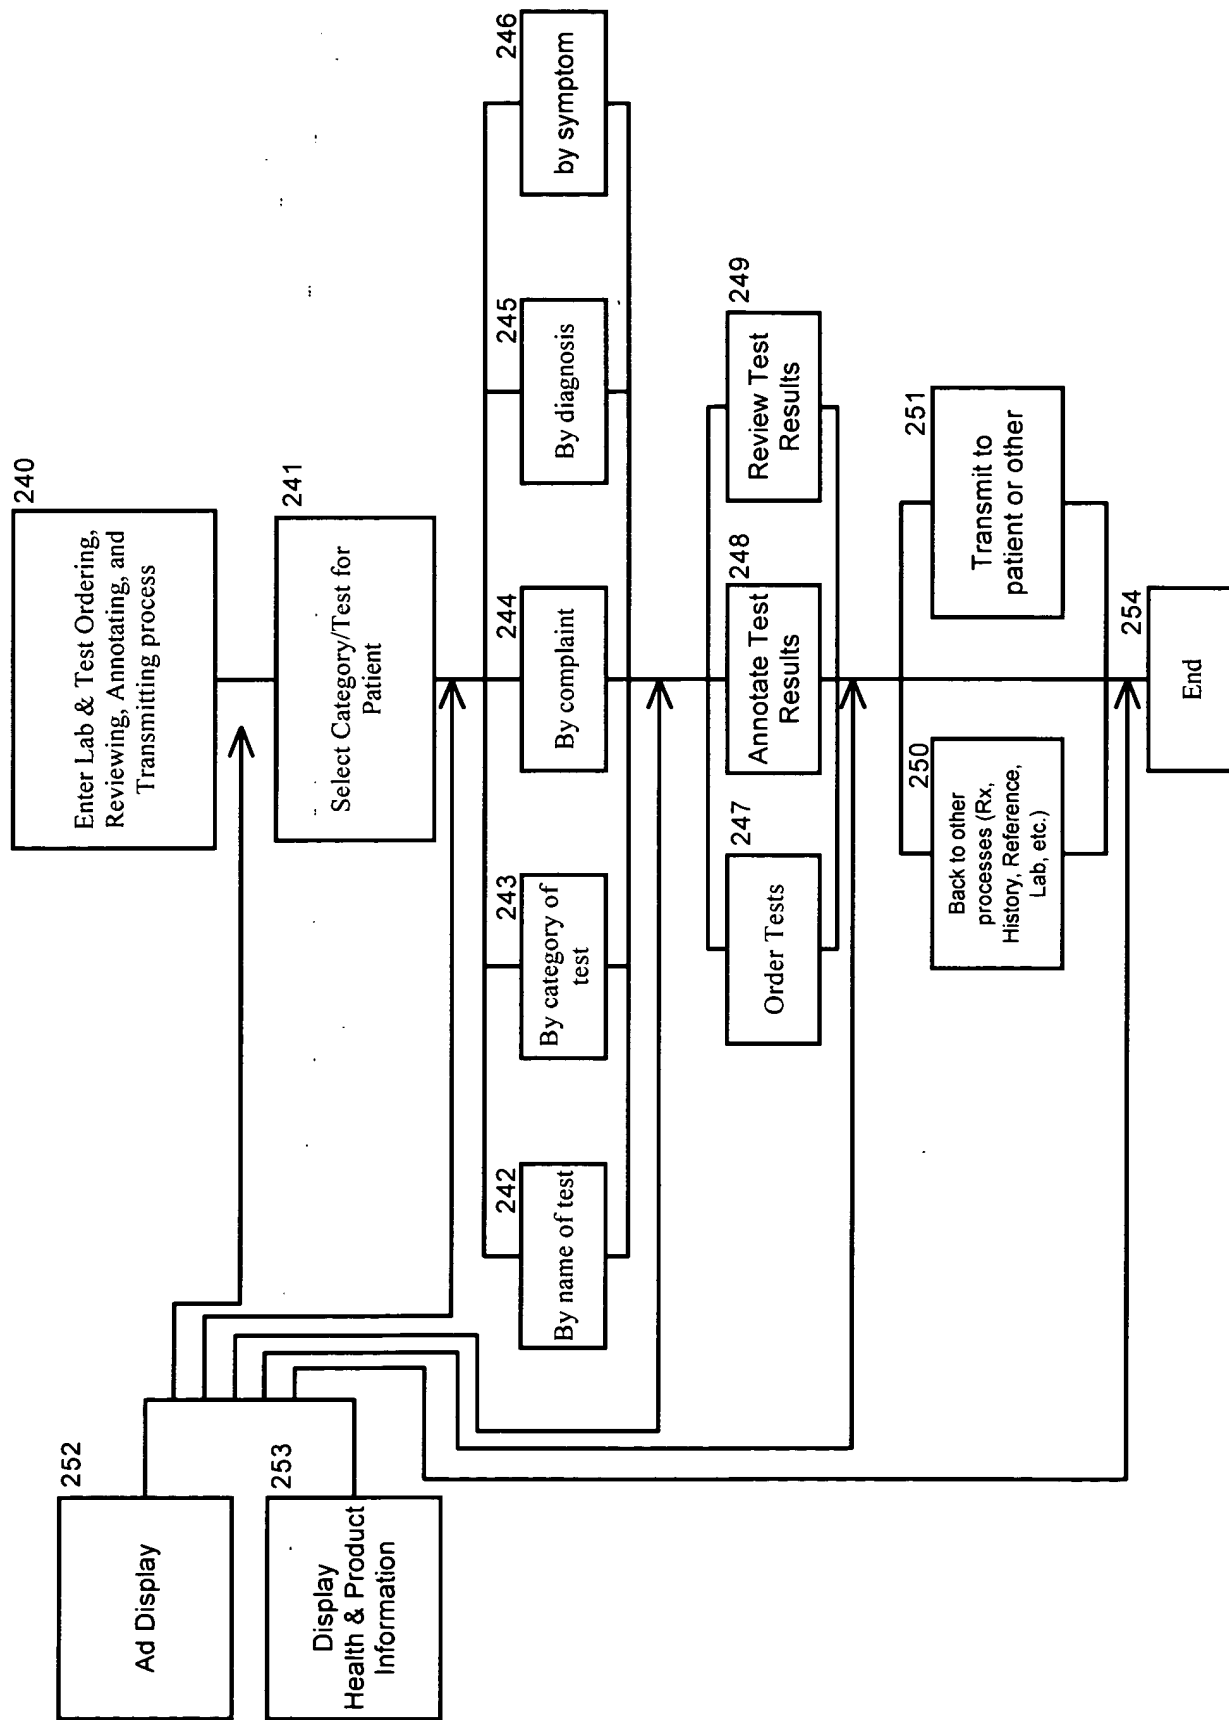 252
Ad Display
253
Display
Health & Product
Information
240
Enter Lab & Test Ordering,
Reviewing, Annotating, and
Transmitting process
241
Select Category/Test for
Patient
242
By name of test
243
By category of
test
244
By complaint
245
By diagnosis
246
by symptom
247
Order Tests
248
Annotate Test
Results
249
Review Test
Results
250
Back to other
processes (Rx,
History, Reference,
Lab, etc.)
251
Transmit to
patient or other
254
End